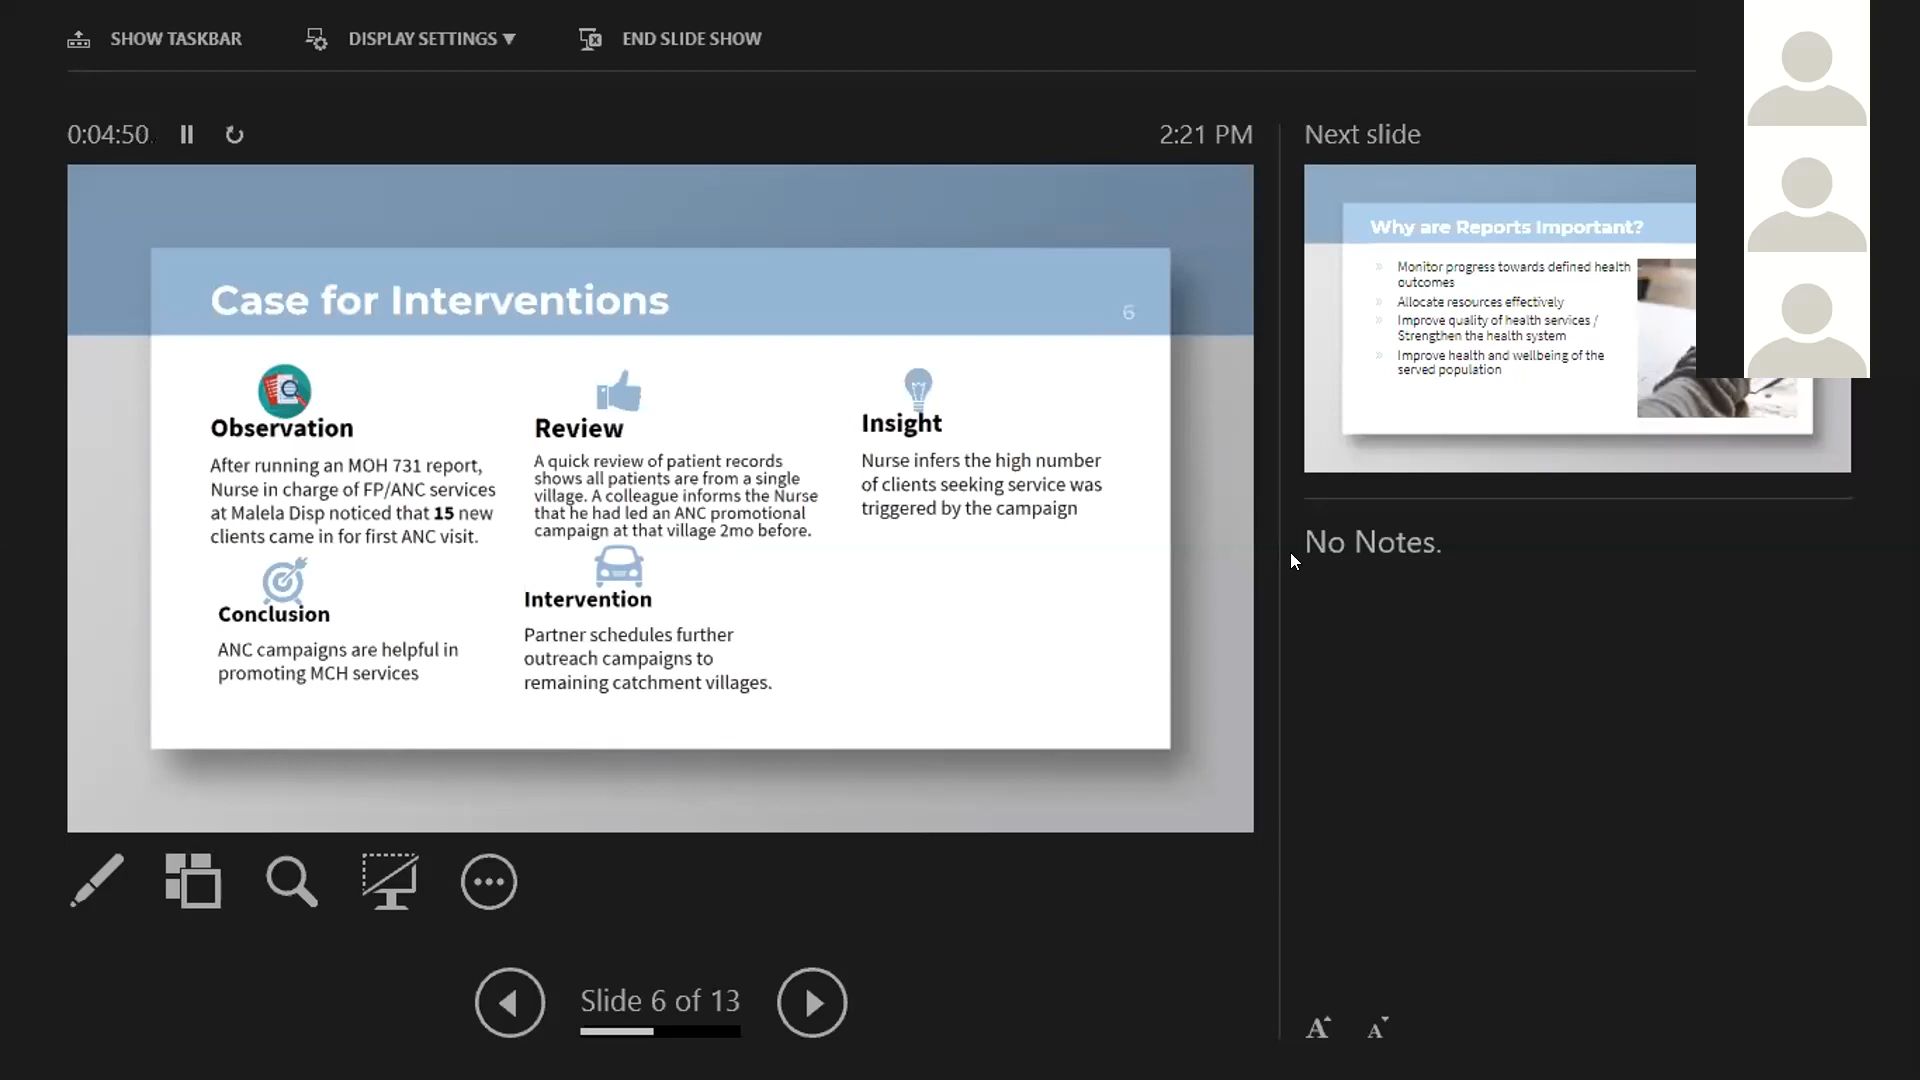 SHOW TASKBAR
DISPLAY SETTINGS ▼
END SLIDE SHOW
0:04:50
2:21 PM
Next slide
Case for Interventions
6
Observation
After running an MOH 731 report,
Nurse in charge of FP/ANC services
at Malela Disp noticed that 15 new
clients came in for first ANC visit.
Review
A quick review of patient records
shows all patients are from a single
village. A colleague informs the Nurse
that he had led an ANC promotional
campaign at that village 2mo before.
Insight
Nurse infers the high number
of clients seeking service was
triggered by the campaign
Conclusion
ANC campaigns are helpful in
promoting MCH services
Intervention
Partner schedules further
outreach campaigns to
remaining catchment villages.
Why are Reports Important?
» Monitor progress towards defined health
outcomes
» Allocate resources effectively
» Improve quality of health services /
Strengthen the health system
» Improve health and wellbeing of the
served population
No Notes.
Slide 6 of 13
A A